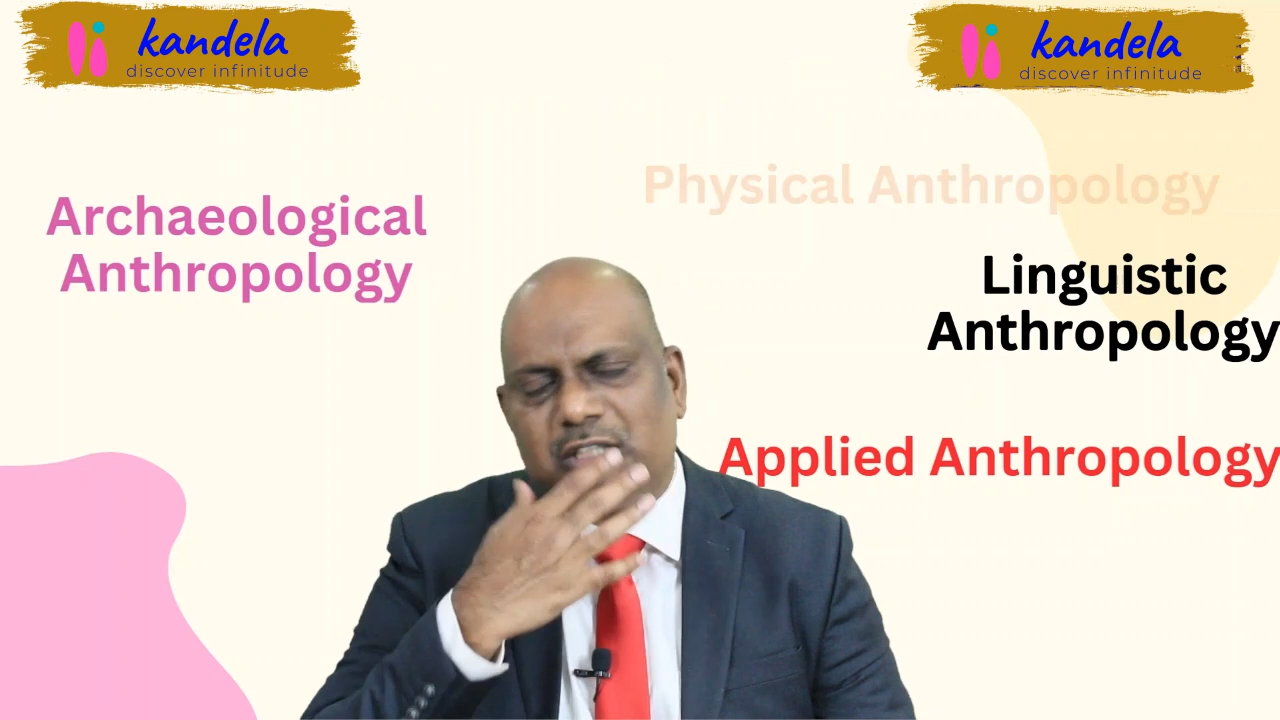 kandela
discover infinitude
kandela
discover infinitude
Physical Anthropology
Archaeological
Anthropology
Linguistic
Anthropology
Applied Anthropology